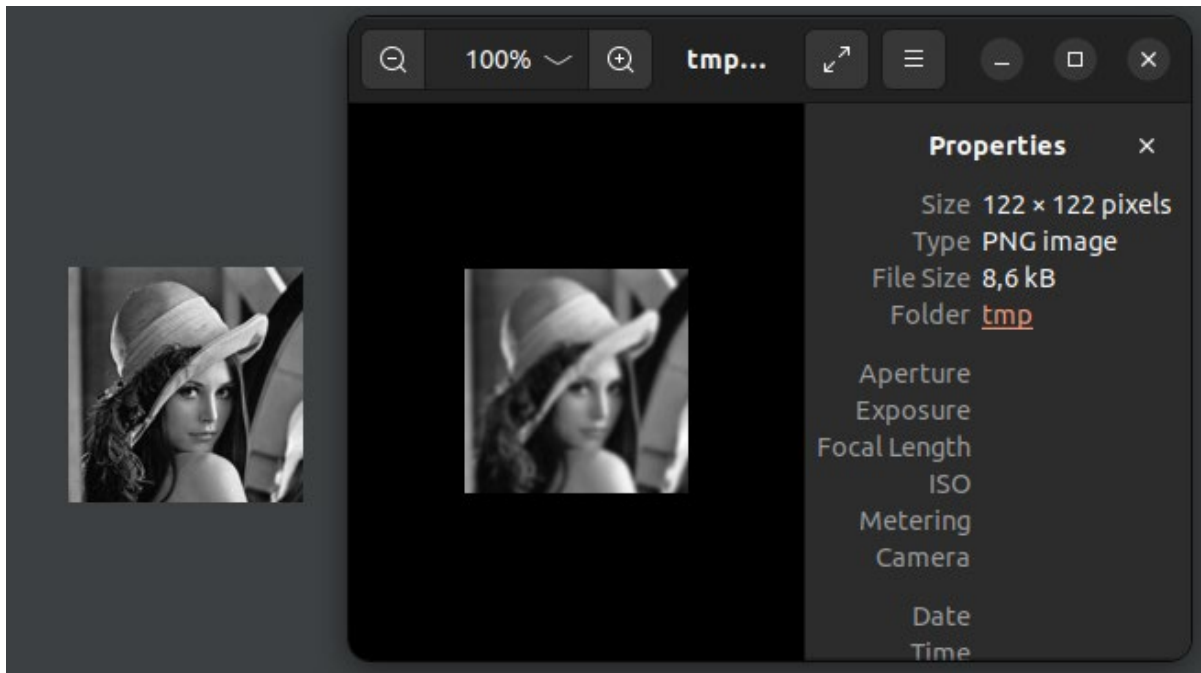 100% tmp...
Properties
Size 122 × 122 pixels
Type PNG image
File Size 8,6 kB
Folder tmp
Aperture
Exposure
Focal Length
ISO
Metering
Camera
Date
Time